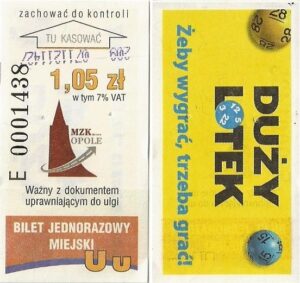 zachować do kontroli
TU KASOWAĆ
1,05 zł
w tym 7% VAT
E 0001438
MZK
OPOLE
Ważny z dokumentem
uprawniającym do ulgi
BILET JEDNORAZOWY
MIEJSKI
U u
Żeby wygrać, trzeba grać!
DUŻY
LOTEK